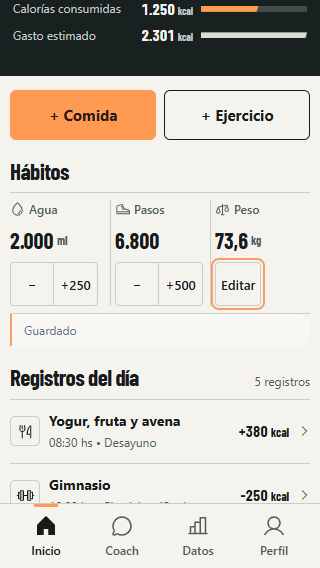 Calorías consumidas 1.250 kcal
Gasto estimado 2.301 kcal
+ Comida + Ejercicio
Hábitos
Agua Pasos Peso
2.000 ml 6.800 73,6 kg
− +250 − +500 Editar
Guardado
Registros del día 5 registros
Yogur, fruta y avena
08:30 hs • Desayuno +380 kcal
Gimnasio
-250 kcal
Inicio Coach Datos Perfil